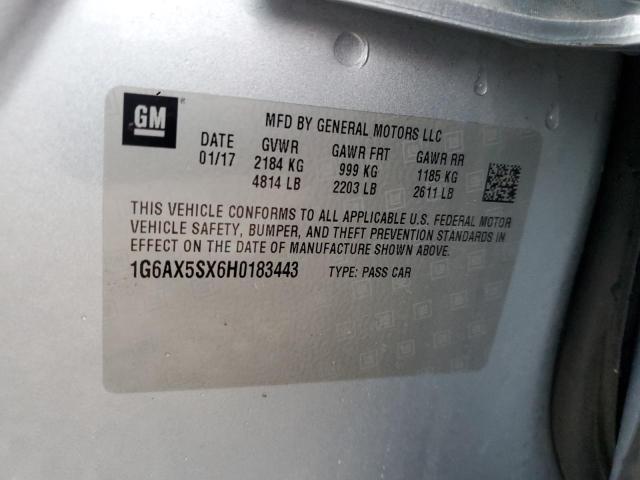 GM
MFD BY GENERAL MOTORS LLC
DATE GVWR GAWR FRT GAWR RR
01/17 2184 KG 999 KG 1185 KG
4814 LB 2203 LB 2611 LB
THIS VEHICLE CONFORMS TO ALL APPLICABLE U.S. FEDERAL MOTOR
VEHICLE SAFETY, BUMPER, AND THEFT PREVENTION STANDARDS IN
EFFECT ON THE DATE OF MANUFACTURE SHOWN ABOVE.
1G6AX5SX6H0183443 TYPE: PASS CAR